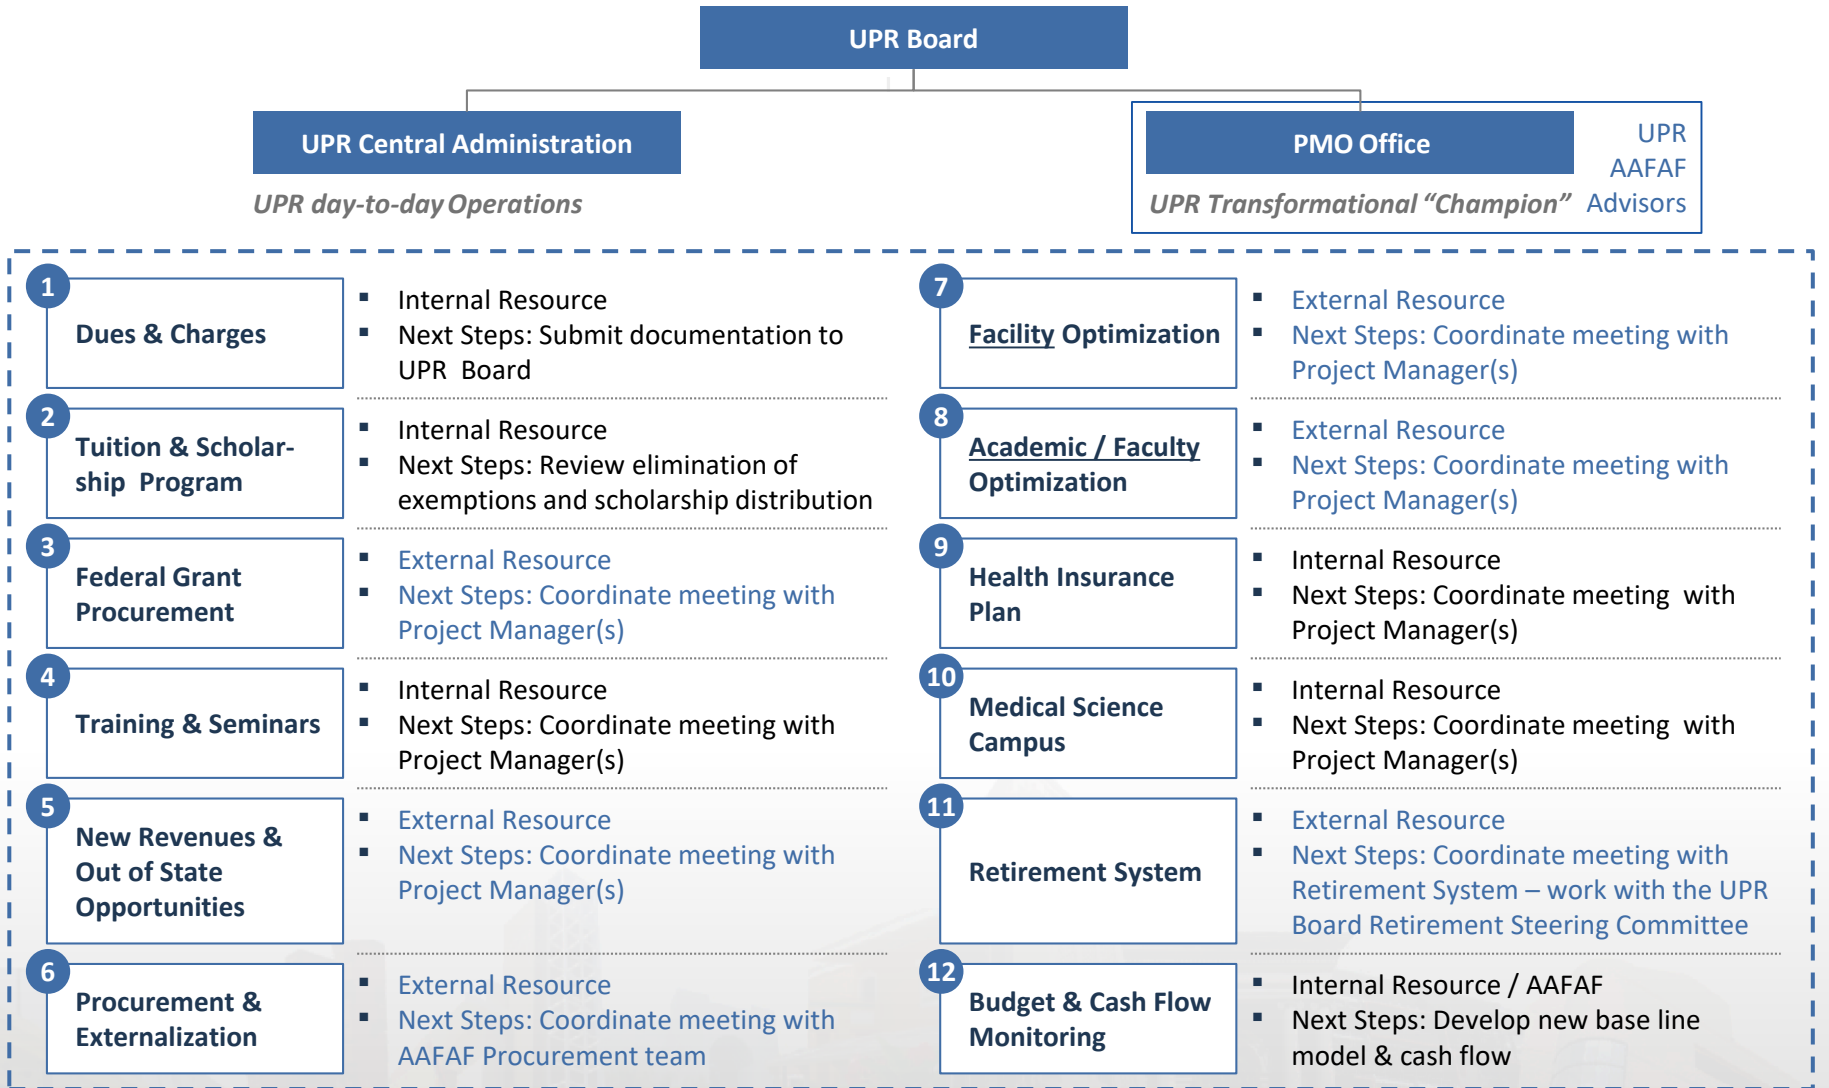 UPR Board
UPR Central Administration
UPR day-to-day Operations
PMO Office
UPR Transformational “Champion”
UPR
AAFAF
Advisors
1
Dues & Charges
▪ Internal Resource
▪ Next Steps: Submit documentation to
UPR Board
2
Tuition & Scholar-
ship Program
▪ Internal Resource
▪ Next Steps: Review elimination of
exemptions and scholarship distribution
3
Federal Grant
Procurement
▪ External Resource
▪ Next Steps: Coordinate meeting with
Project Manager(s)
4
Training & Seminars
▪ Internal Resource
▪ Next Steps: Coordinate meeting with
Project Manager(s)
5
New Revenues &
Out of State
Opportunities
▪ External Resource
▪ Next Steps: Coordinate meeting with
Project Manager(s)
6
Procurement &
Externalization
▪ External Resource
▪ Next Steps: Coordinate meeting with
AAFAF Procurement team
7
Facility Optimization
▪ External Resource
▪ Next Steps: Coordinate meeting with
Project Manager(s)
8
Academic / Faculty
Optimization
▪ External Resource
▪ Next Steps: Coordinate meeting with
Project Manager(s)
9
Health Insurance
Plan
▪ Internal Resource
▪ Next Steps: Coordinate meeting with
Project Manager(s)
10
Medical Science
Campus
▪ Internal Resource
▪ Next Steps: Coordinate meeting with
Project Manager(s)
11
Retirement System
▪ External Resource
▪ Next Steps: Coordinate meeting with
Retirement System – work with the UPR
Board Retirement Steering Committee
12
Budget & Cash Flow
Monitoring
▪ Internal Resource / AAFAF
▪ Next Steps: Develop new base line
model & cash flow